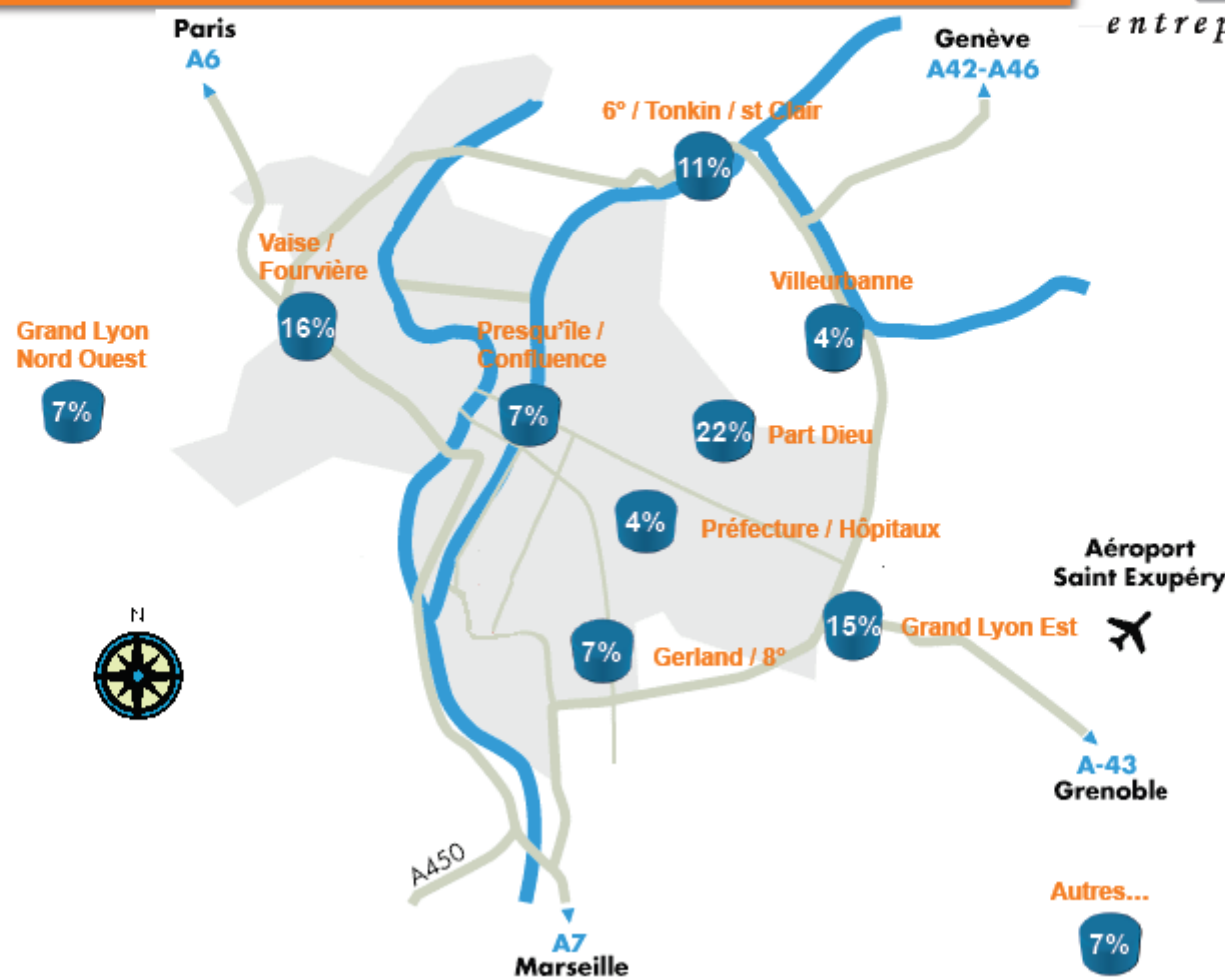 entrep
Paris
A6
Genève
A42-A46
6° / Tonkin / st Clair
11%
Vaise /
Fourvière
16%
Villeurbanne
4%
Grand Lyon
Nord Ouest
7%
Presqu'île /
Confluence
7%
22%
Part Dieu
4%
Préfecture / Hôpitaux
Aéroport
Saint Exupéry
N
15%
Grand Lyon Est
7%
Gerland / 8°
A-43
Grenoble
A450
Autres...
7%
A7
Marseille